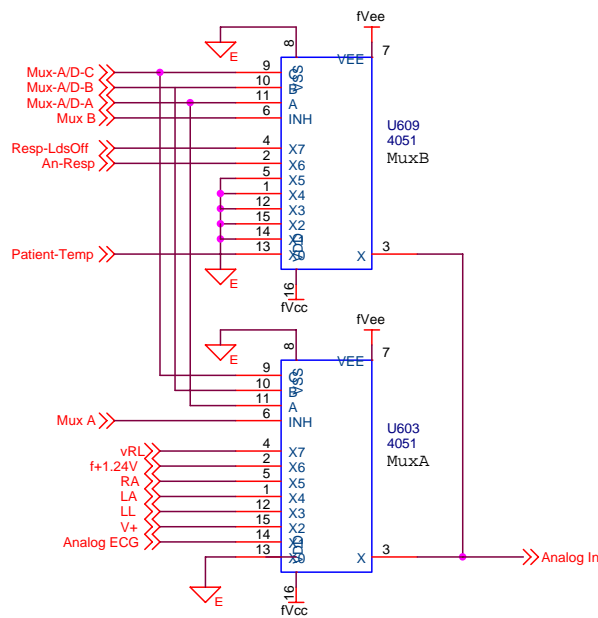 fVee
8
7
E
VEE
VSS
Mux-A/D-C
9
C
Mux-A/D-B
10
B
Mux-A/D-A
11
A
Mux B
6
INH
U609
4051
MuxB
Resp-LdsOff
4
X7
An-Resp
2
X6
5
X5
1
X4
12
X3
15
X2
14
X1
Patient-Temp
13
X0
VDD
X
3
E
16
fVcc
fVee
8
7
E
VEE
VSS
9
C
10
B
11
A
Mux A
6
INH
U603
4051
MuxA
vRL
4
X7
f+1.24V
2
X6
RA
5
X5
LA
1
X4
LL
12
X3
V+
15
X2
Analog ECG
14
X1
13
X0
VDD
X
3
Analog In
E
16
fVcc